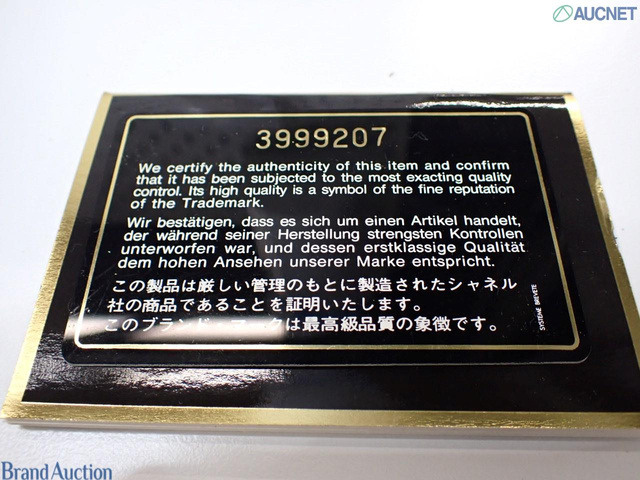 AUCNET
3999207
We certify the authenticity of this item and confirm
that it has been subjected to the most exacting quality
control. Its high quality is a symbol of the fine reputation
of the Trademark.
Wir bestätigen, dass es sich um einen Artikel handelt,
der während seiner Herstellung strengsten Kontrollen
unterworfen war, und dessen erstklassige Qualität
dem hohen Ansehen unserer Marke entspricht.
この製品は厳しい管理のもとに製造されたシャネル
社の商品であることを証明いたします。
このブランド・マークは最高級品質の象徴です。
SYSTEME BREVETE
Brand Auction